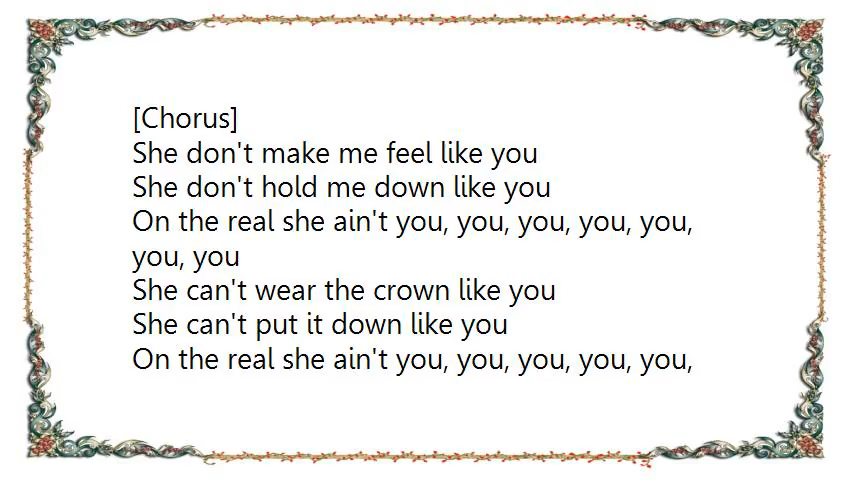 [Chorus]
She don't make me feel like you
She don't hold me down like you
On the real she ain't you, you, you, you, you,
you, you
She can't wear the crown like you
She can't put it down like you
On the real she ain't you, you, you, you, you,